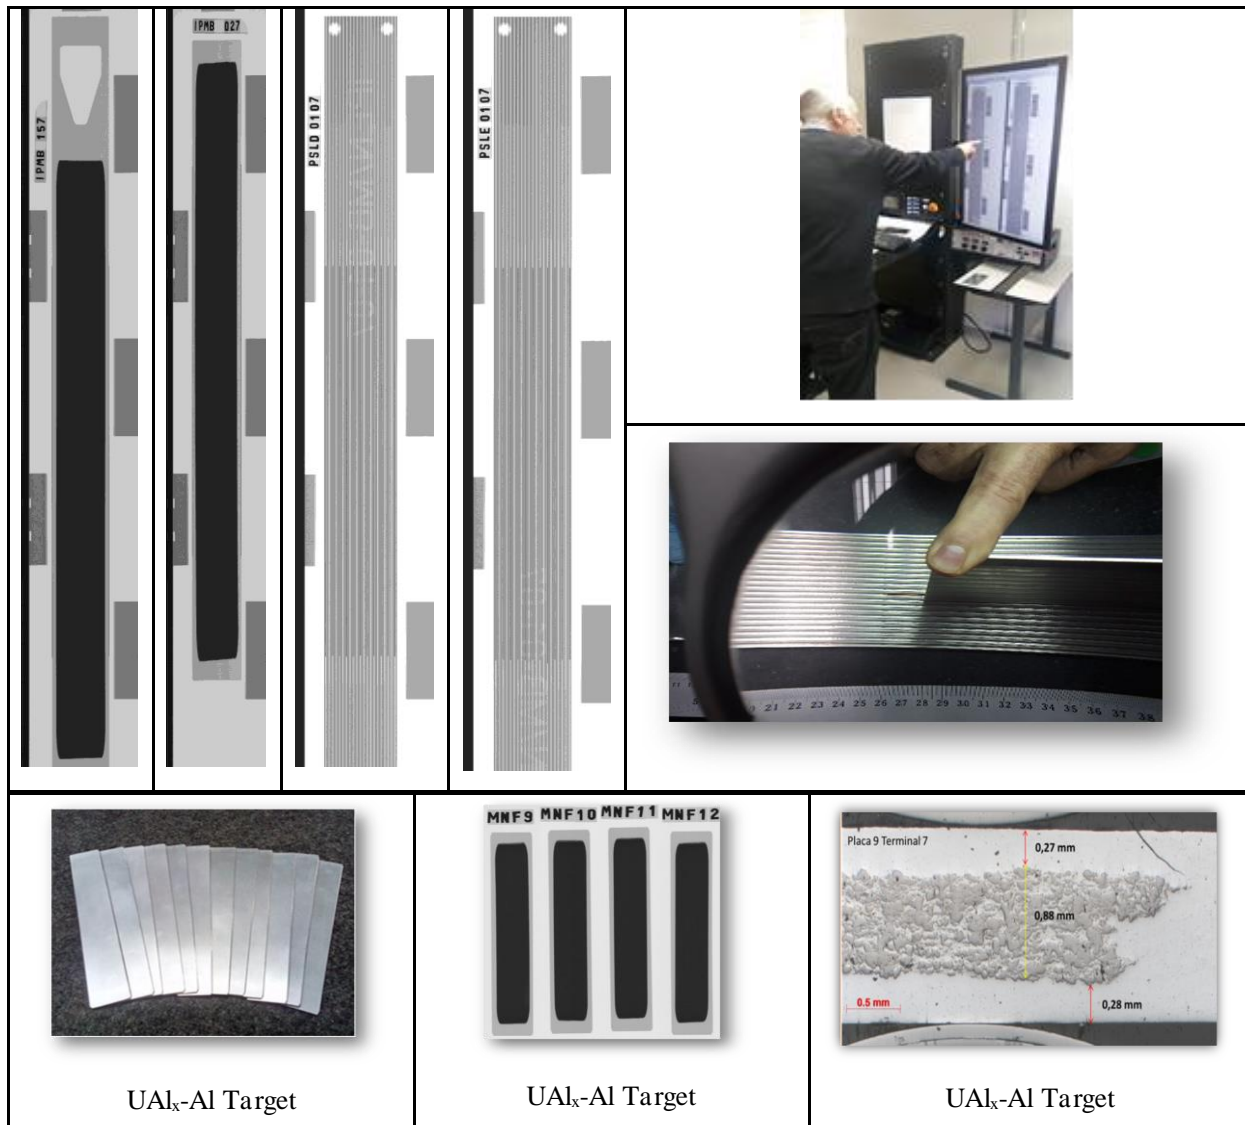 IPMB 157
IPMB 027
PSLD 0107
PSLE 0107
21 22 23 24 25 26 27 28 29 30 31 32 33 34 35 36 37 38
MNF9 MNF10 MNF11 MNF12
Placa 9 Terminal 7
0,27 mm
0,88 mm
0.5 mm
0,28 mm
UAlₓ-Al Target
UAlₓ-Al Target
UAlₓ-Al Target